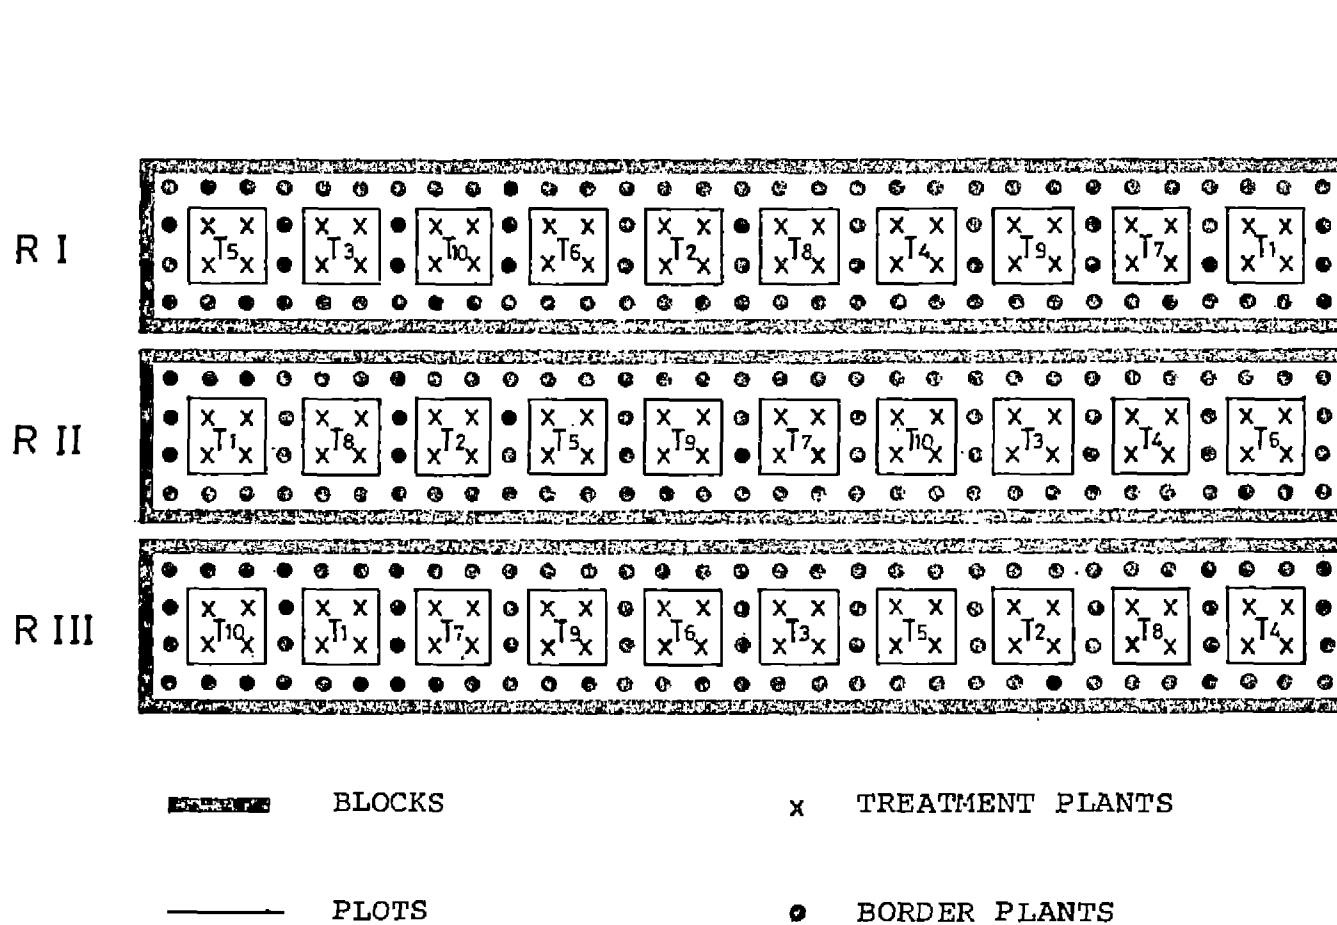 R I T5 T3 T10 T6 T2 T8 T4 T9 T7 T1
R II T1 T8 T2 T5 T9 T7 T10 T3 T4 T6
R III T10 T1 T7 T9 T6 T3 T5 T2 T8 T4
BLOCKS x TREATMENT PLANTS
PLOTS BORDER PLANTS